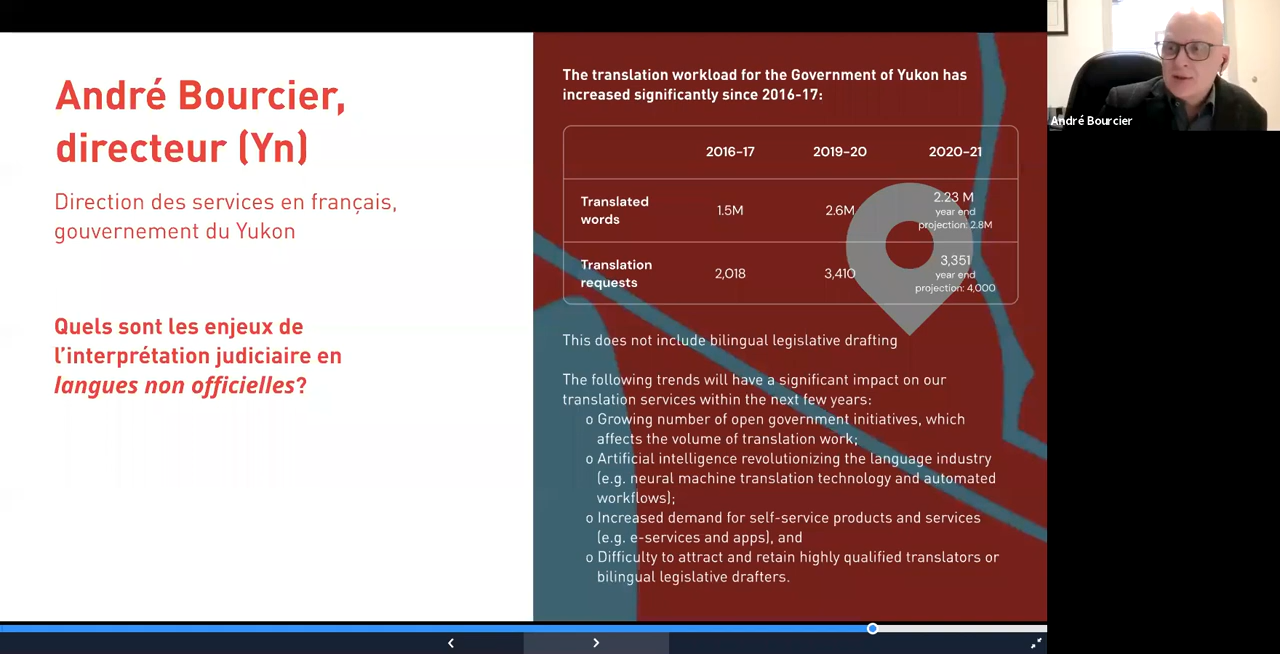 André Bourcier,
directeur (Yn)
Direction des services en français,
gouvernement du Yukon
Quels sont les enjeux de
l'interprétation judiciaire en
langues non officielles?
The translation workload for the Government of Yukon has
increased significantly since 2016-17:
2016-17 2019-20 2020-21
Translated
words
1.5M 2.6M 2.23 M
year end
projection: 2.8M
Translation
requests
2,018 3,410 3,351
year end
projection: 4,000
This does not include bilingual legislative drafting
The following trends will have a significant impact on our
translation services within the next few years:
o Growing number of open government initiatives, which
affects the volume of translation work;
o Artificial intelligence revolutionizing the language industry
(e.g. neural machine translation technology and automated
workflows);
o Increased demand for self-service products and services
(e.g. e-services and apps), and
o Difficulty to attract and retain highly qualified translators or
bilingual legislative drafters.
André Bourcier